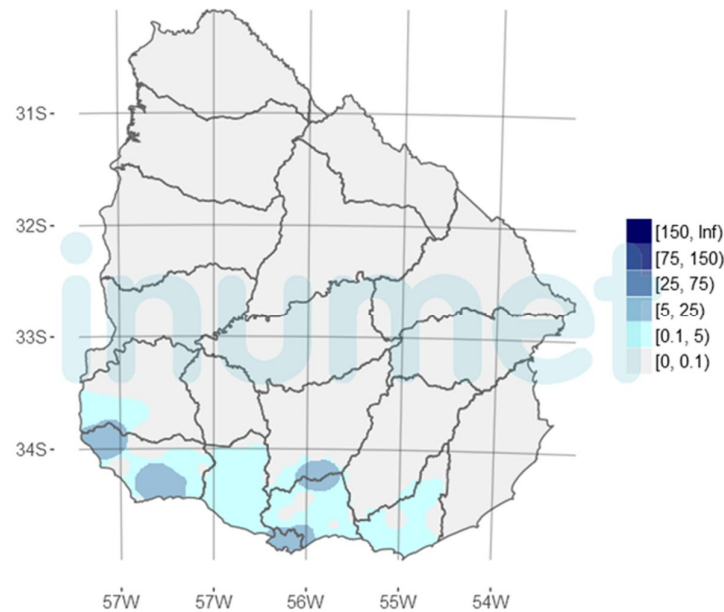 31S-
32S-
33S-
34S-
57W
57W
56W
55W
54W
inumet
[150, Inf)
[75, 150)
[25, 75)
[5, 25)
[0.1, 5)
[0, 0.1)